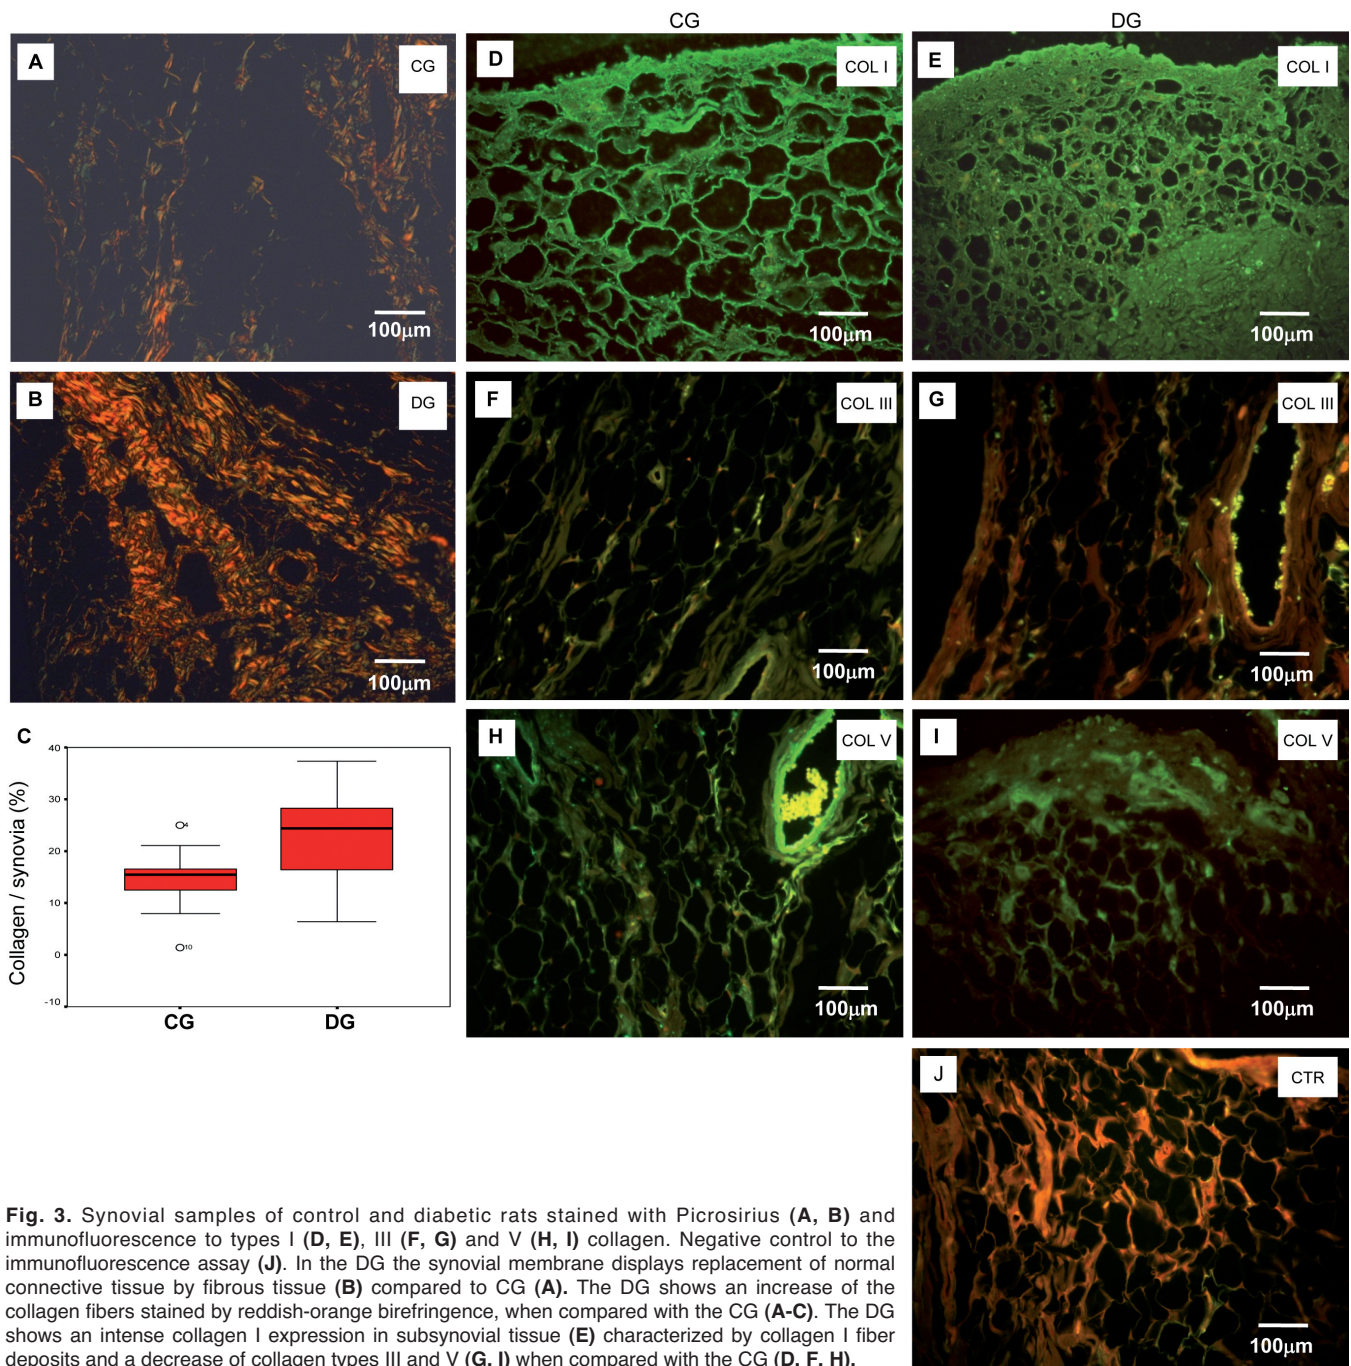 CG
DG
A
CG
100µm
B
DG
100µm
D
COL I
100µm
E
COL I
100µm
F
COL III
100µm
G
COL III
100µm
H
COL V
100µm
I
COL V
100µm
J
CTR
100µm
C
Collagen / synovia (%)
40
30
20
10
0
-10
4
10
CG
DG
Fig. 3. Synovial samples of control and diabetic rats stained with Picrosirius (A, B) and
immunofluorescence to types I (D, E), III (F, G) and V (H, I) collagen. Negative control to the
immunofluorescence assay (J). In the DG the synovial membrane displays replacement of normal
connective tissue by fibrous tissue (B) compared to CG (A). The DG shows an increase of the
collagen fibers stained by reddish-orange birefringence, when compared with the CG (A-C). The DG
shows an intense collagen I expression in subsynovial tissue (E) characterized by collagen I fiber
deposits and a decrease of collagen types III and V (G, I) when compared with the CG (D, F, H).